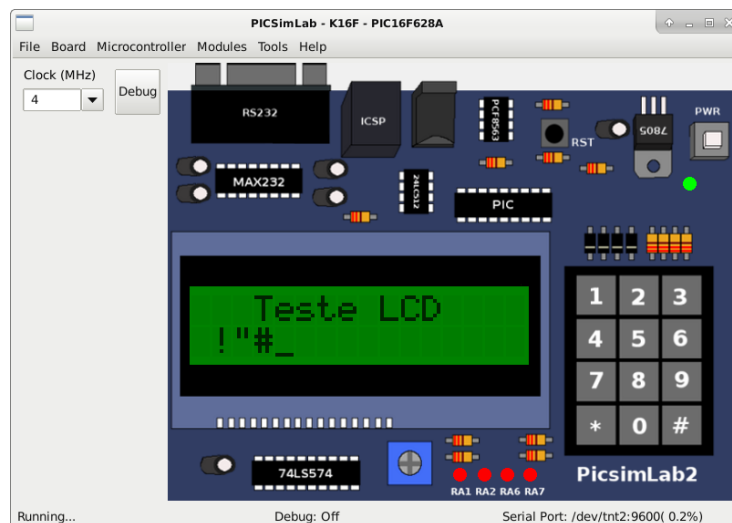 PICSimLab - K16F - PIC16F628A
File Board Microcontroller Modules Tools Help
Clock (MHz)
4
Debug
RS232
ICSP
PCF8563
RST
7805
PWR
MAX232
24LC512
PIC
Teste LCD
!"#_
1 2 3
4 5 6
7 8 9
* 0 #
74LS574
RA1 RA2 RA6 RA7
PicsimLab2
Running...
Debug: Off
Serial Port: /dev/tnt2:9600( 0.2%)